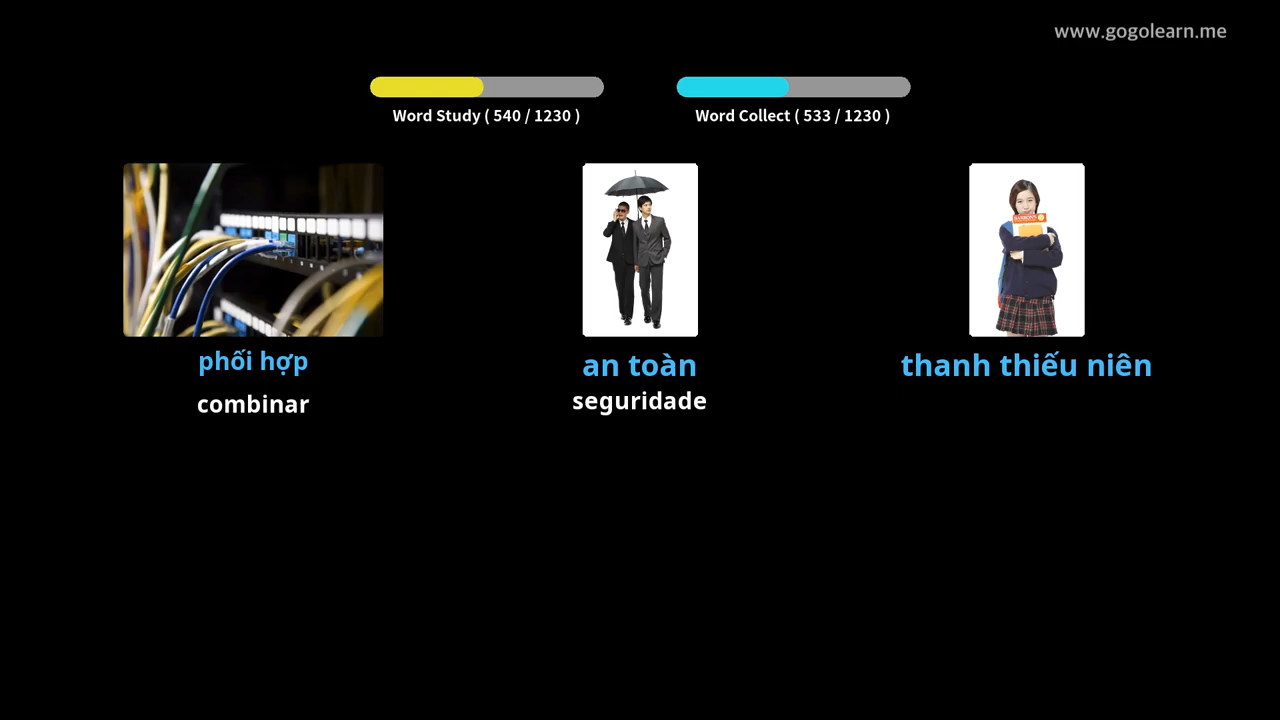 www.gogolearn.me
Word Study ( 540 / 1230 )
Word Collect ( 533 / 1230 )
phối hợp
an toàn
thanh thiếu niên
combinar
seguridade